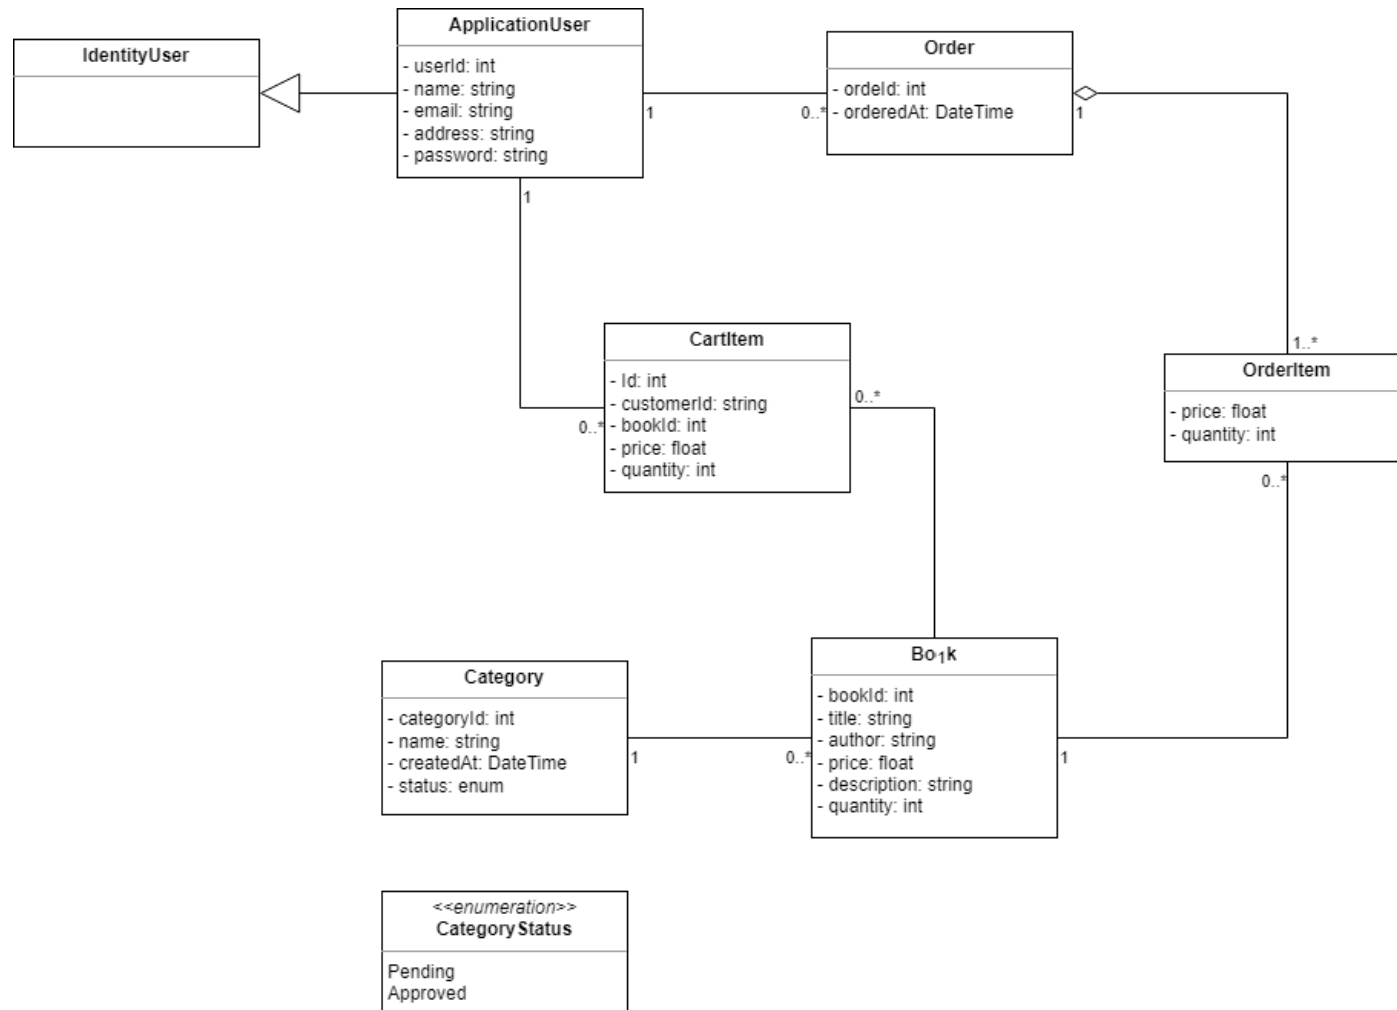 IdentityUser
ApplicationUser
- userId: int
- name: string
- email: string
- address: string
- password: string
1
0..*
Order
- ordeId: int
- orderedAt: DateTime
1
1
0..*
CartItem
- Id: int
- customerId: string
- bookId: int
- price: float
- quantity: int
0..*
1..*
OrderItem
- price: float
- quantity: int
0..*
Category
- categoryId: int
- name: string
- createdAt: DateTime
- status: enum
1
0..*
Bo1k
- bookId: int
- title: string
- author: string
- price: float
- description: string
- quantity: int
1
<<enumeration>>
CategoryStatus
Pending
Approved